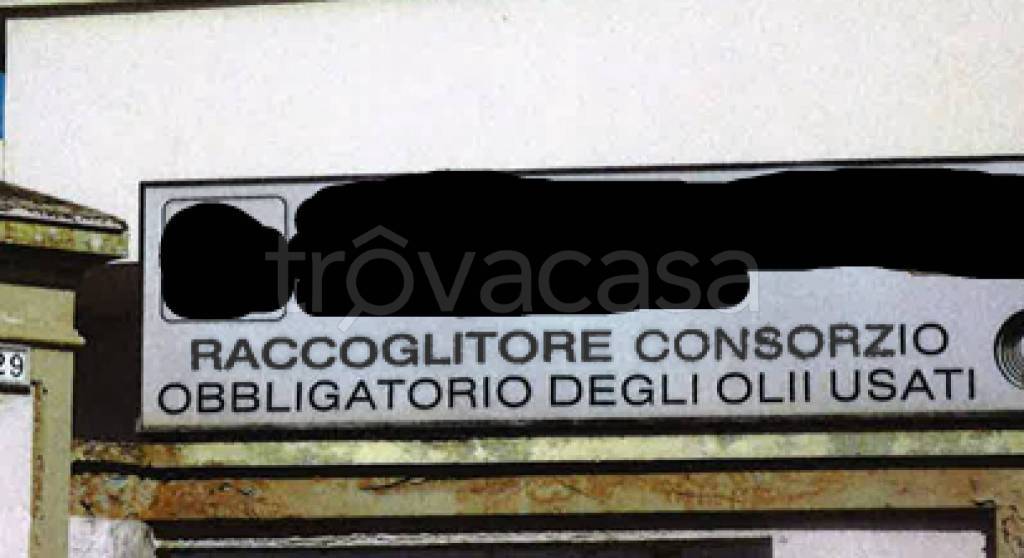 trovacasa
RACCOGLITORE CONSORZIO
OBBLIGATORIO DEGLI OLII USATI
29